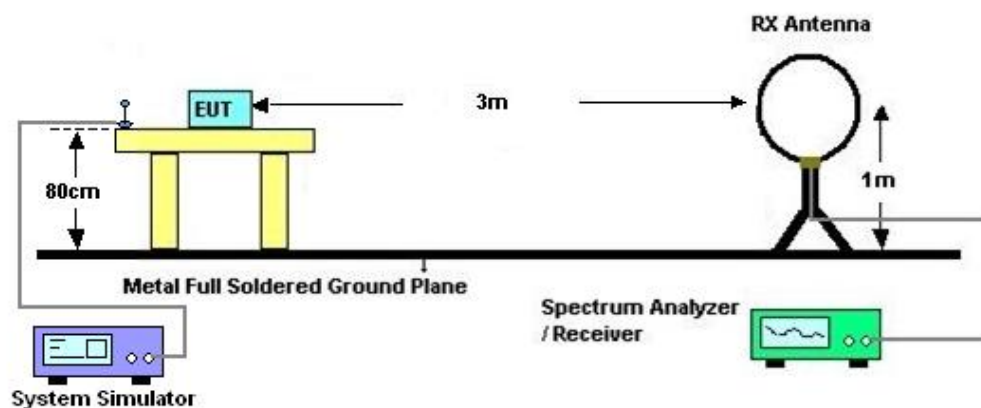 RX Antenna
EUT
3m
80cm
1m
Metal Full Soldered Ground Plane
Spectrum Analyzer
/ Receiver
System Simulator